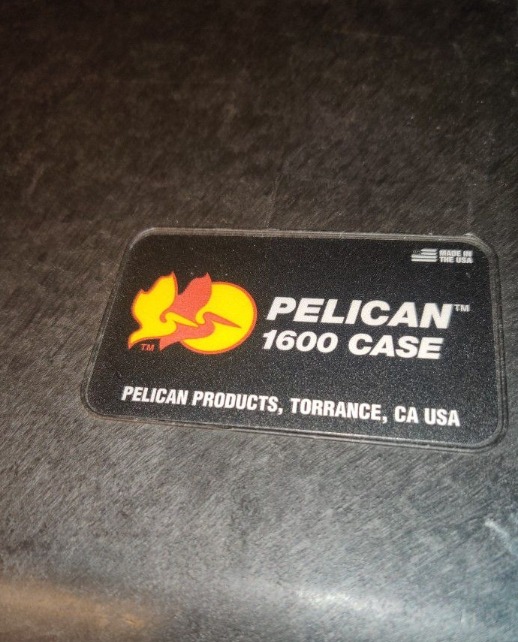 MADE IN
THE USA
PELICAN™
1600 CASE
TM
PELICAN PRODUCTS, TORRANCE, CA USA